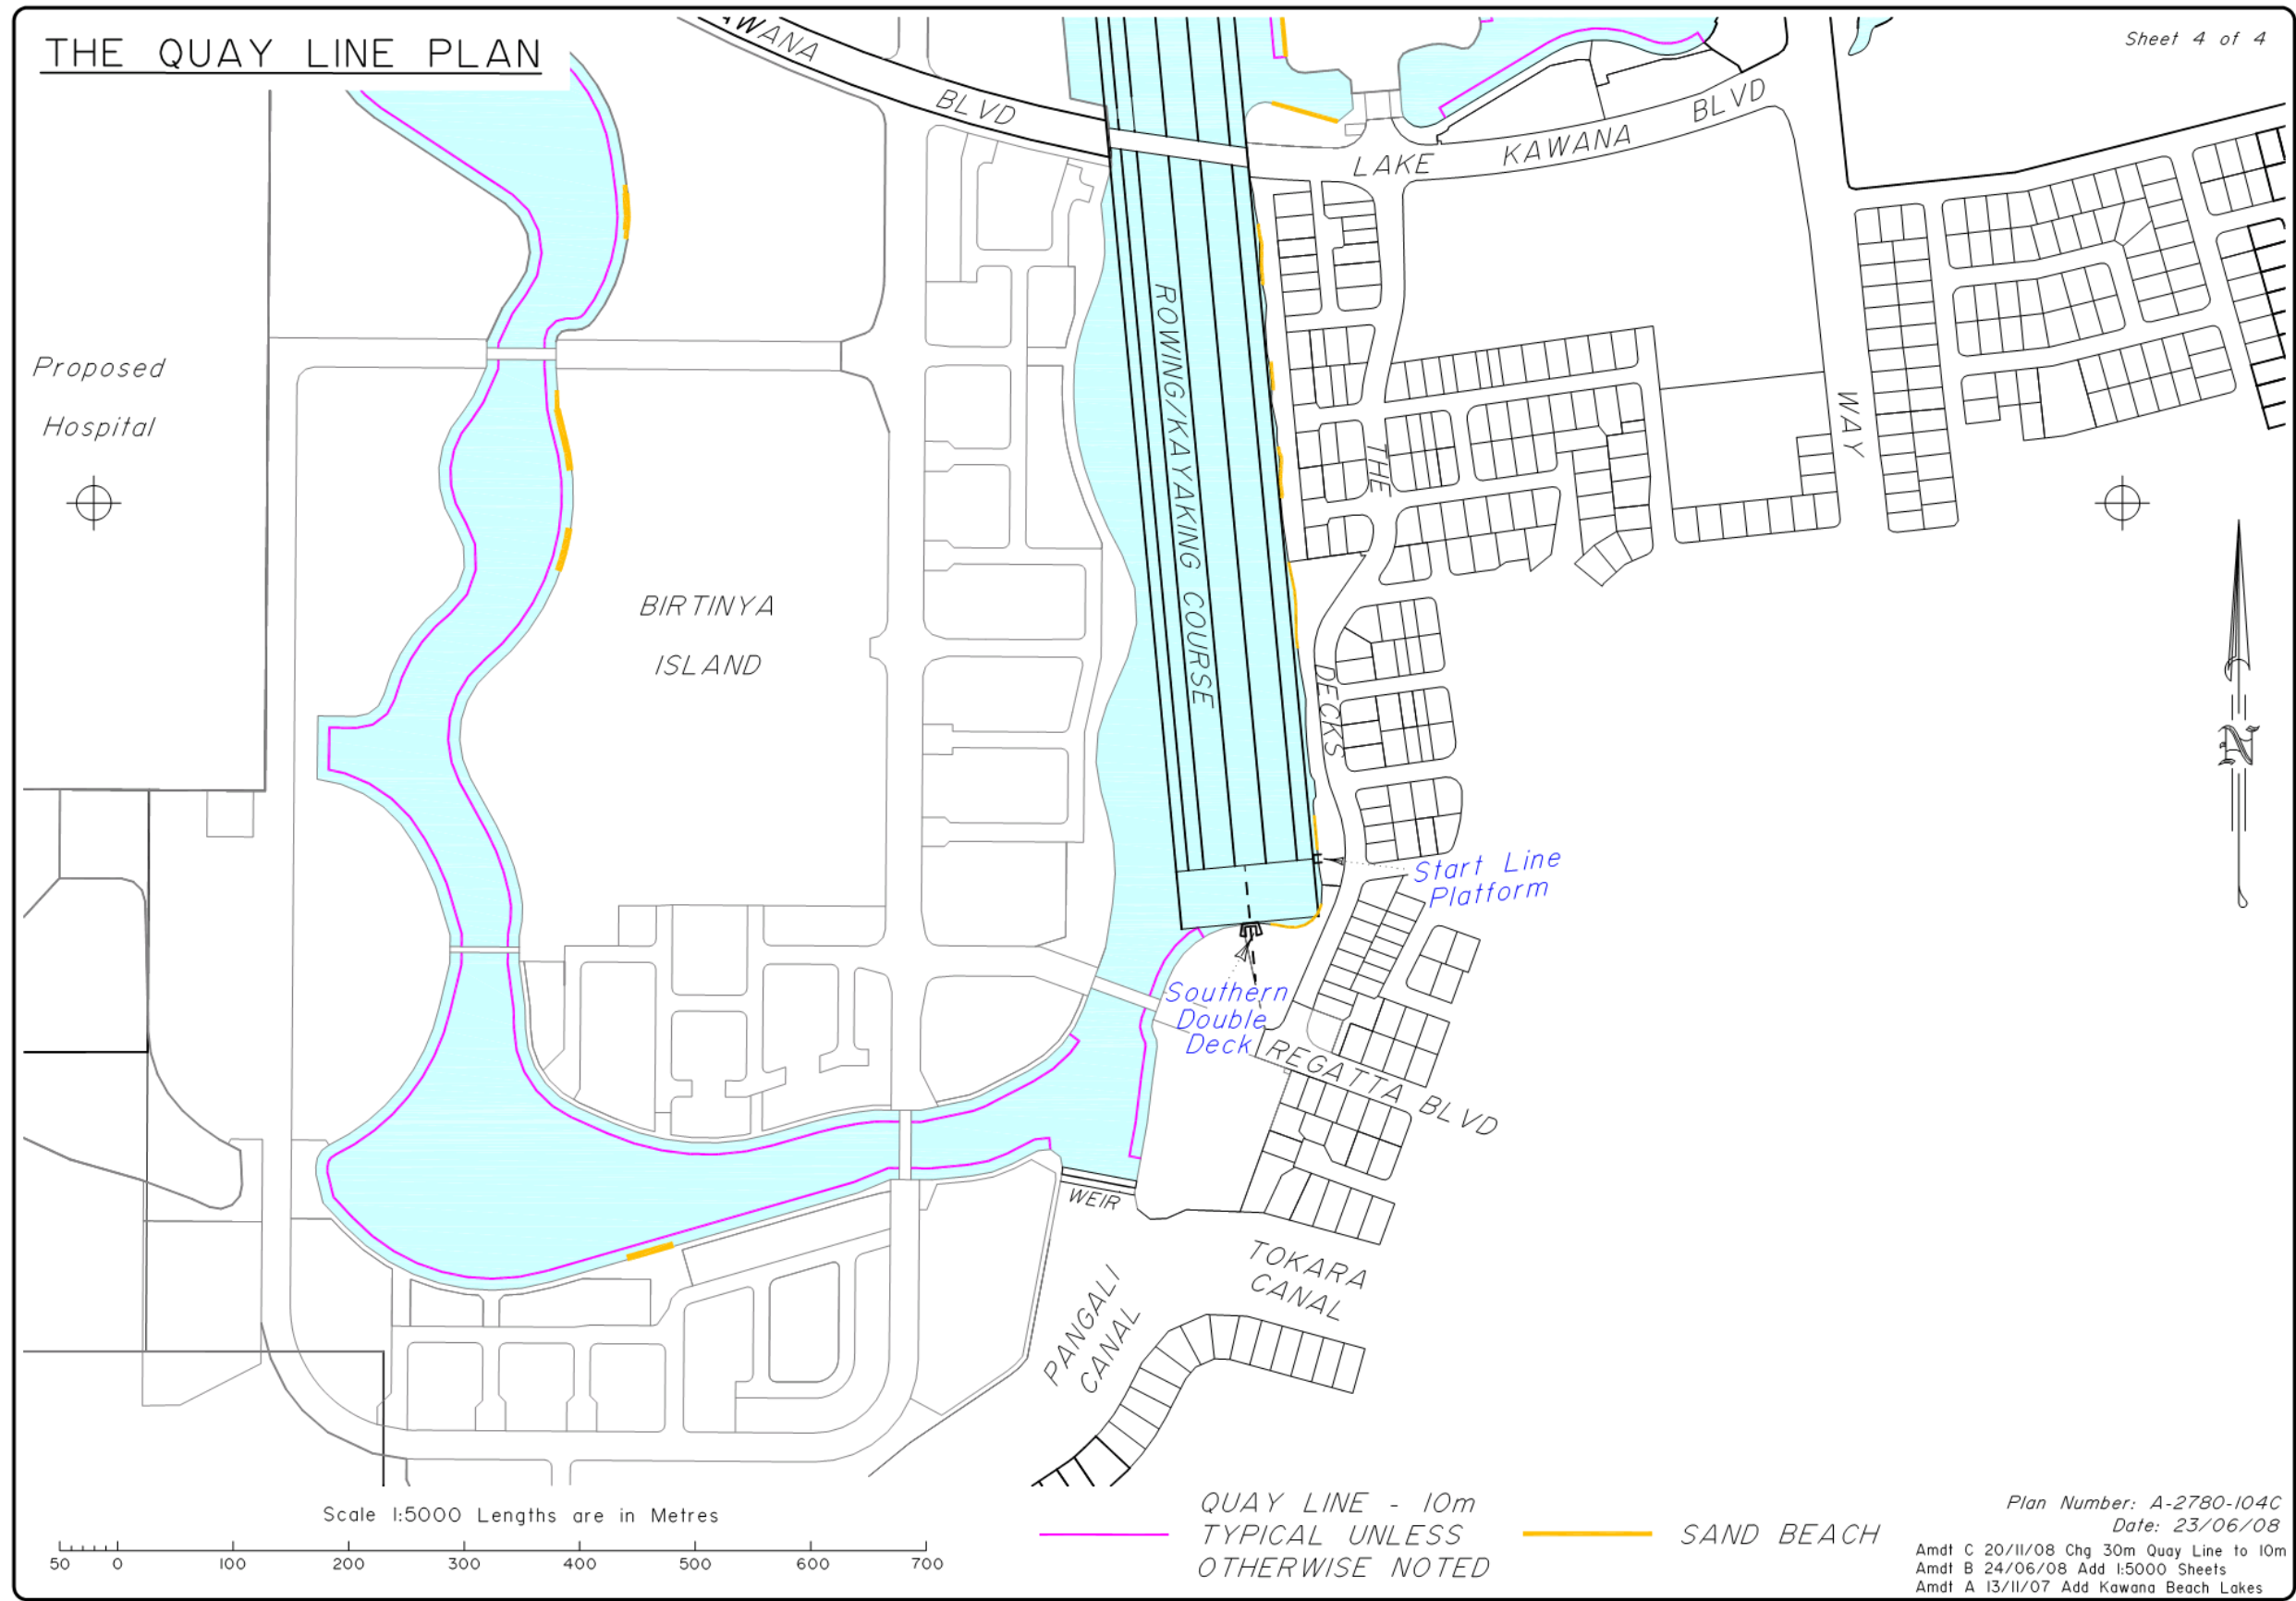 THE QUAY LINE PLAN
Sheet 4 of 4
AWANA
BLVD
LAKE
KAWANA
BLVD
Proposed
Hospital
ROWING/KAYAKING COURSE
WAY
THE
DECKS
BIRTINYA
ISLAND
N
Start Line
Platform
Southern
Double
Deck
REGATTA BLVD
WEIR
TOKARA
CANAL
PANGALI
CANAL
Scale 1:5000 Lengths are in Metres
50 0 100 200 300 400 500 600 700
QUAY LINE - 10m
TYPICAL UNLESS
OTHERWISE NOTED
SAND BEACH
Plan Number: A-2780-104C
Date: 23/06/08
Amdt C 20/11/08 Chg 30m Quay Line to 10m
Amdt B 24/06/08 Add 1:5000 Sheets
Amdt A 13/11/07 Add Kawana Beach Lakes